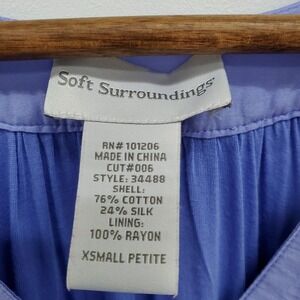 Soft Surroundings
RN# 101206
MADE IN CHINA
CUT#006
STYLE: 34488
SHELL:
76% COTTON
24% SILK
LINING:
100% RAYON
XSMALL PETITE